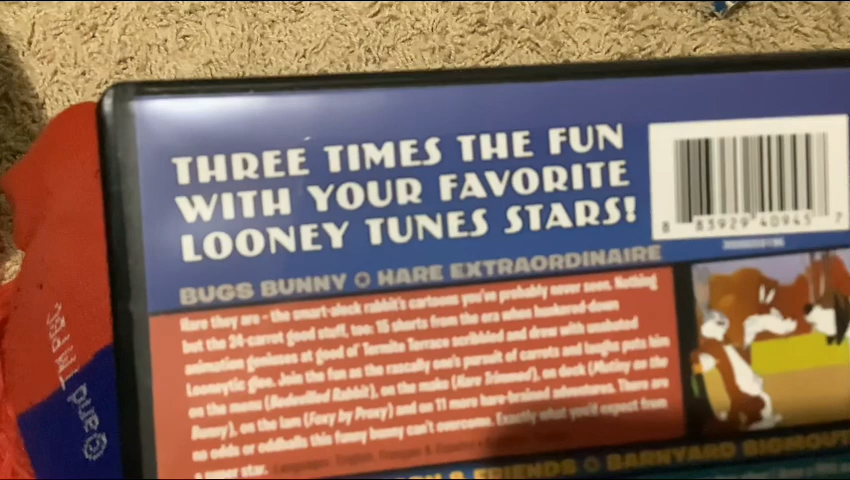 THREE TIMES THE FUN
WITH YOUR FAVORITE
LOONEY TUNES STARS!
8 83929 40945 7
BUGS BUNNY HARE EXTRAORDINAIRE
Here they are - the smart-aleck rabbit's cartoons you've probably never seen. Nothing
but the 24-carrot good stuff, too: 15 shorts from the era when hunkered-down
animation geniuses at good ol' Termite Terrace scribbled and drew with unabated
Looneytic glee. Join the fun as the rascally one's pursuit of carrots and laughs puts him
on the menu (Bedevilled Rabbit), on the make (Hare Trimmed), on deck (Mutiny on the
Bunny), on the lam (Foxy by Proxy) and on 11 more hare-brained adventures. There are
no odds or oddballs this funny bunny can't overcome. Exactly what you'd expect from
a super star.
& FRIENDS BARNYARD BIGMOUT